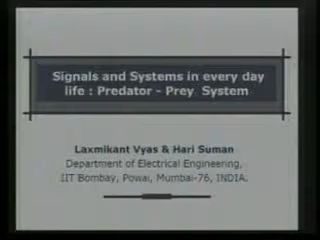 Signals and Systems in every day
life : Predator - Prey System
Laxmikant Vyas & Hari Suman
Department of Electrical Engineering,
IIT Bombay, Powai, Mumbai-76, INDIA.